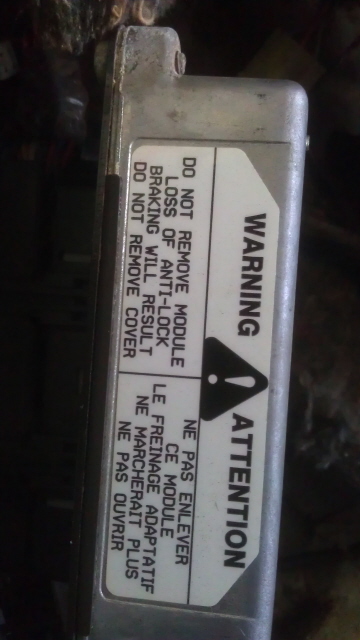 WARNING
DO NOT REMOVE MODULE
LOSS OF ANTI-LOCK
BRAKING WILL RESULT
DO NOT REMOVE COVER
ATTENTION
NE PAS ENLEVER
CE MODULE
LE FREINAGE ADAPTATIF
NE MARCHERAIT PLUS
NE PAS OUVRIR